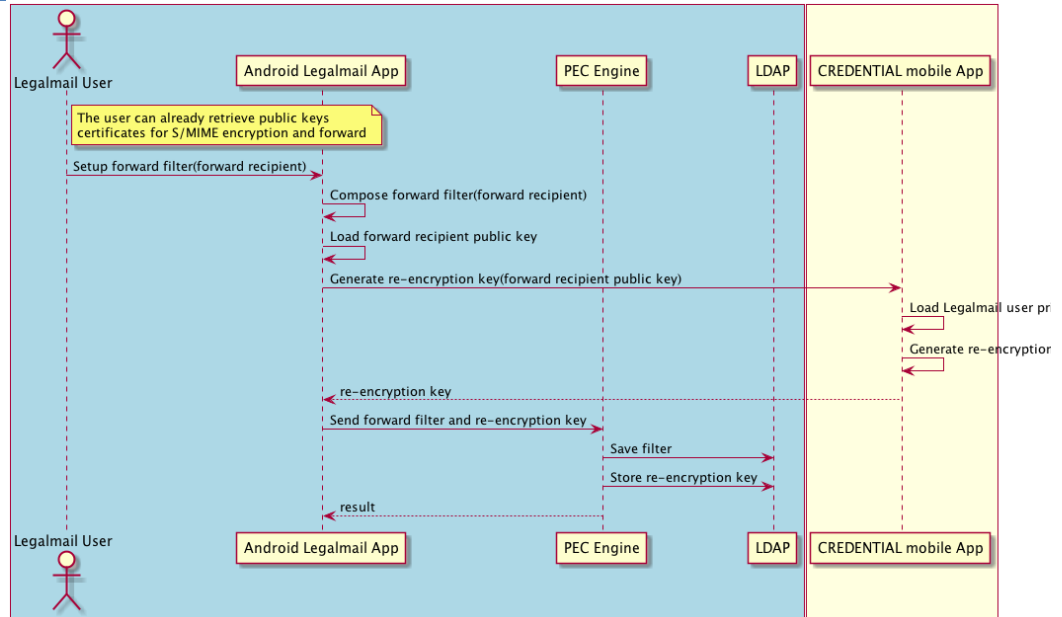 Legalmail User
Android Legalmail App
PEC Engine
LDAP
CREDENTIAL mobile App
The user can already retrieve public keys
certificates for S/MIME encryption and forward
Setup forward filter(forward recipient)
Compose forward filter(forward recipient)
Load forward recipient public key
Generate re-encryption key(forward recipient public key)
Load Legalmail user
Generate re-encryption
re-encryption key
Send forward filter and re-encryption key
Save filter
Store re-encryption key
result
Legalmail User
Android Legalmail App
PEC Engine
LDAP
CREDENTIAL mobile App